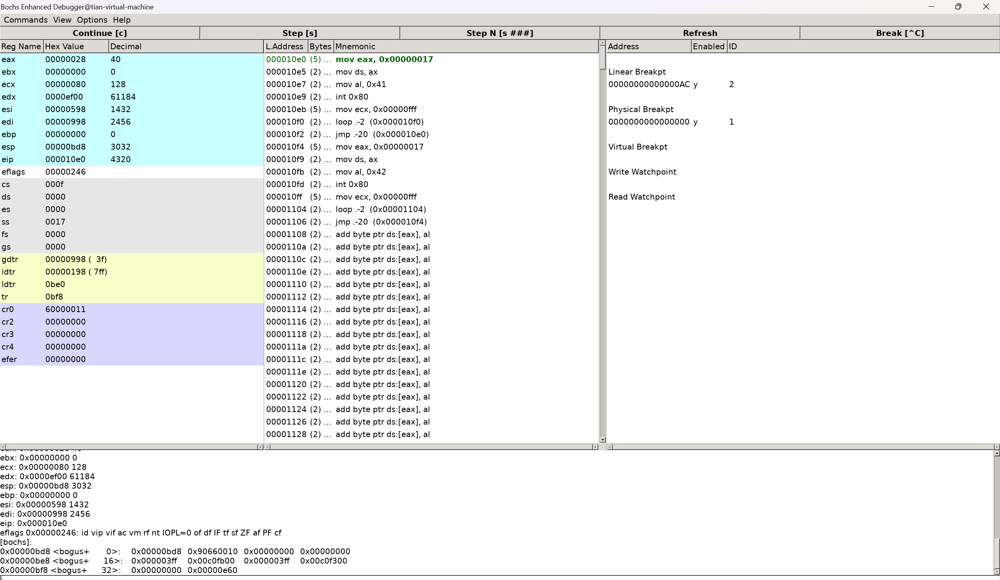 Bochs Enhanced Debugger@tian-virtual-machine
Commands View Options Help
Continue [c] Step [s] Step N [s ###] Refresh Break [^C]
Reg Name Hex Value Decimal L.Address Bytes Mnemonic Address Enabled ID
eax 00000028 40 000010e0 (5) ... mov eax, 0x00000017
ebx 00000000 0 000010e5 (2) ... mov ds, ax Linear Breakpt
ecx 00000080 128 000010e7 (2) ... mov al, 0x41 00000000000000AC y 2
edx 0000ef00 61184 000010e9 (2) ... int 0x80
esi 00000598 1432 000010eb (5) ... mov ecx, 0x00000fff Physical Breakpt
edi 00000998 2456 000010f0 (2) ... loop .-2 (0x000010f0) 0000000000000000 y 1
ebp 00000000 0 000010f2 (2) ... jmp .-20 (0x000010e0)
esp 00000bd8 3032 000010f4 (5) ... mov eax, 0x00000017 Virtual Breakpt
eip 000010e0 4320 000010f9 (2) ... mov ds, ax
eflags 00000246 000010fb (2) ... mov al, 0x42 Write Watchpoint
cs 000f 000010fd (2) ... int 0x80
ds 0000 000010ff (5) ... mov ecx, 0x00000fff Read Watchpoint
es 0000 00001104 (2) ... loop .-2 (0x00001104)
ss 0017 00001106 (2) ... jmp .-20 (0x000010f4)
fs 0000 00001108 (2) ... add byte ptr ds:[eax], al
gs 0000 0000110a (2) ... add byte ptr ds:[eax], al
gdtr 00000998 ( 3f) 0000110c (2) ... add byte ptr ds:[eax], al
idtr 00000198 ( 7ff) 0000110e (2) ... add byte ptr ds:[eax], al
ldtr 0be0 00001110 (2) ... add byte ptr ds:[eax], al
tr 0bf8 00001112 (2) ... add byte ptr ds:[eax], al
cr0 60000011 00001114 (2) ... add byte ptr ds:[eax], al
cr2 00000000 00001116 (2) ... add byte ptr ds:[eax], al
cr3 00000000 00001118 (2) ... add byte ptr ds:[eax], al
cr4 00000000 0000111a (2) ... add byte ptr ds:[eax], al
efer 00000000 0000111c (2) ... add byte ptr ds:[eax], al
0000111e (2) ... add byte ptr ds:[eax], al
00001120 (2) ... add byte ptr ds:[eax], al
00001122 (2) ... add byte ptr ds:[eax], al
00001124 (2) ... add byte ptr ds:[eax], al
00001126 (2) ... add byte ptr ds:[eax], al
00001128 (2) ... add byte ptr ds:[eax], al
ebx: 0x00000000 0
ecx: 0x00000080 128
edx: 0x0000ef00 61184
esp: 0x00000bd8 3032
ebp: 0x00000000 0
esi: 0x00000598 1432
edi: 0x00000998 2456
eip: 0x000010e0
eflags 0x00000246: id vip vif ac vm rf nt IOPL=0 of df IF tf sf ZF af PF cf
[bochs]:
0x00000bd8 <bogus+ 0>: 0x00000bd8 0x90660010 0x00000000 0x00000000
0x00000be8 <bogus+ 16>: 0x000003ff 0x00c0fb00 0x000003ff 0x00c0f300
0x00000bf8 <bogus+ 32>: 0x00000000 0x00000e60